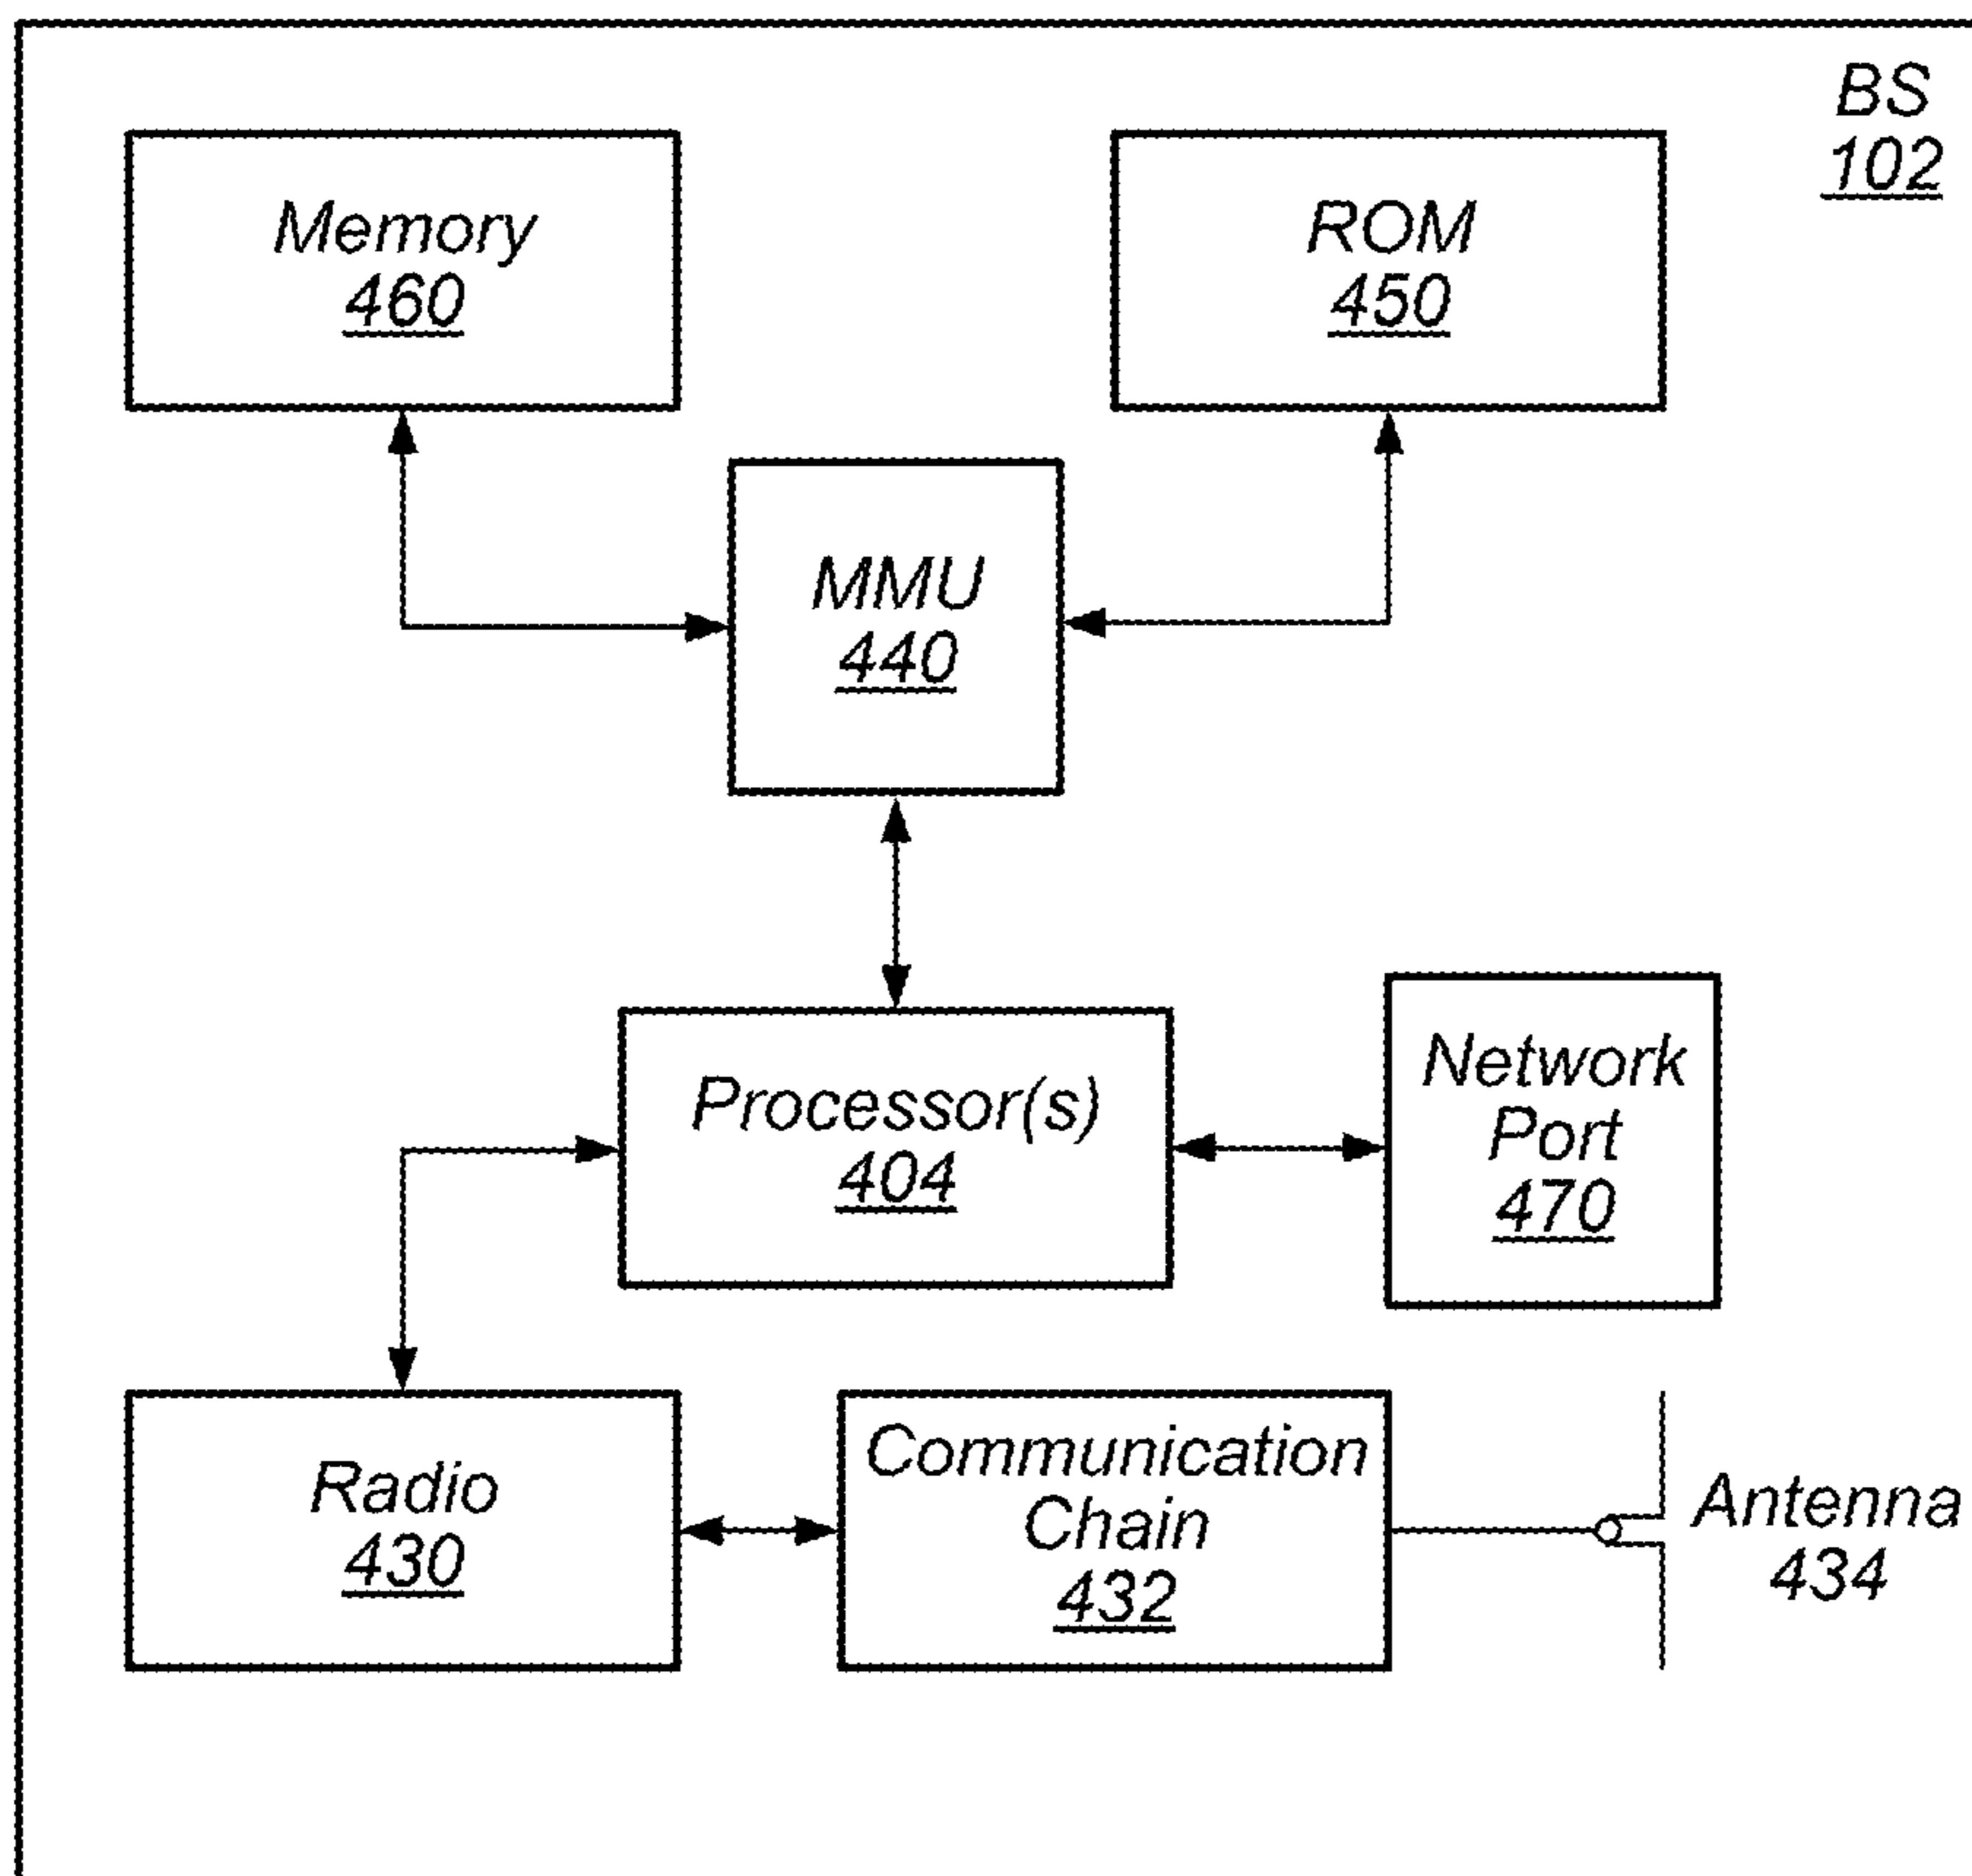 BS
102
Memory
460
ROM
450
MMU
440
Processor(s)
404
Network
Port
470
Radio
430
Communication
Chain
432
Antenna
434